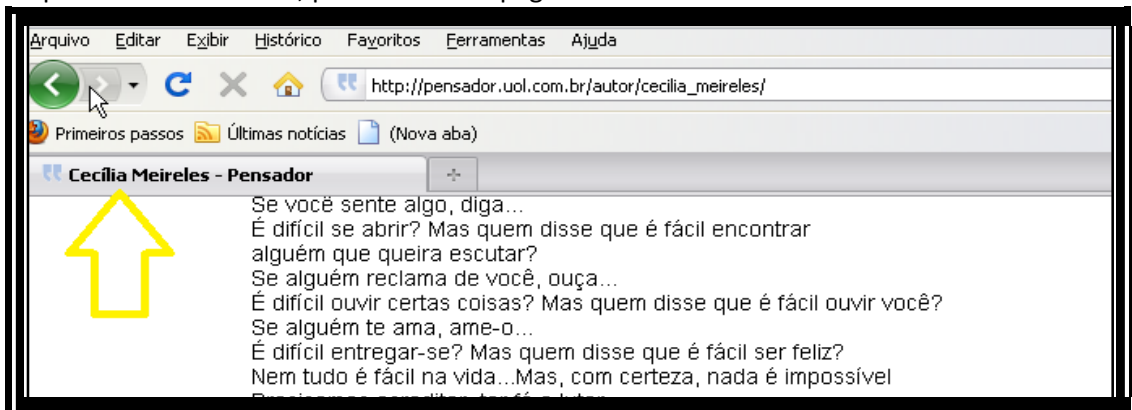 Arquivo Editar Exibir Histórico Favoritos Ferramentas Ajuda
http://pensador.uol.com.br/autor/cecilia_meireles/
Primeiros passos Últimas notícias (Nova aba)
Cecília Meireles - Pensador
Se você sente algo, diga...
É difícil se abrir? Mas quem disse que é fácil encontrar
alguém que queira escutar?
Se alguém reclama de você, ouça...
É difícil ouvir certas coisas? Mas quem disse que é fácil ouvir você?
Se alguém te ama, ame-o...
É difícil entregar-se? Mas quem disse que é fácil ser feliz?
Nem tudo é fácil na vida...Mas, com certeza, nada é impossível